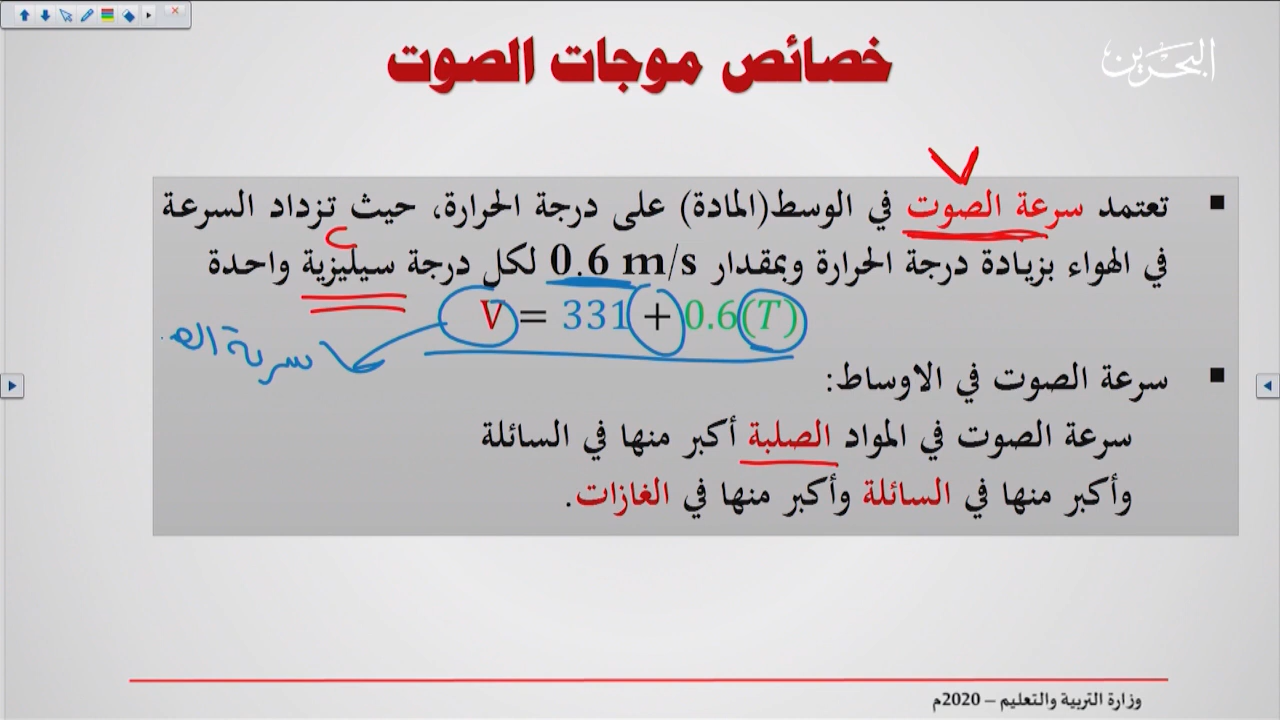 خصائص موجات الصوت
البحرين
V
▪ تعتمد سرعة الصوت في الوسط(المادة) على درجة الحرارة، حيث تزداد السرعة
في الهواء بزيادة درجة الحرارة وبمقدار 0.6 m/s لكل درجة سيليزية واحدة
V = 331 + 0.6(T)
▪ سرعة الصوت في الاوساط:
سرعة الصوت في المواد الصلبة أكبر منها في السائلة
وأكبر منها في السائلة وأكبر منها في الغازات.
وزارة التربية والتعليم – 2020م